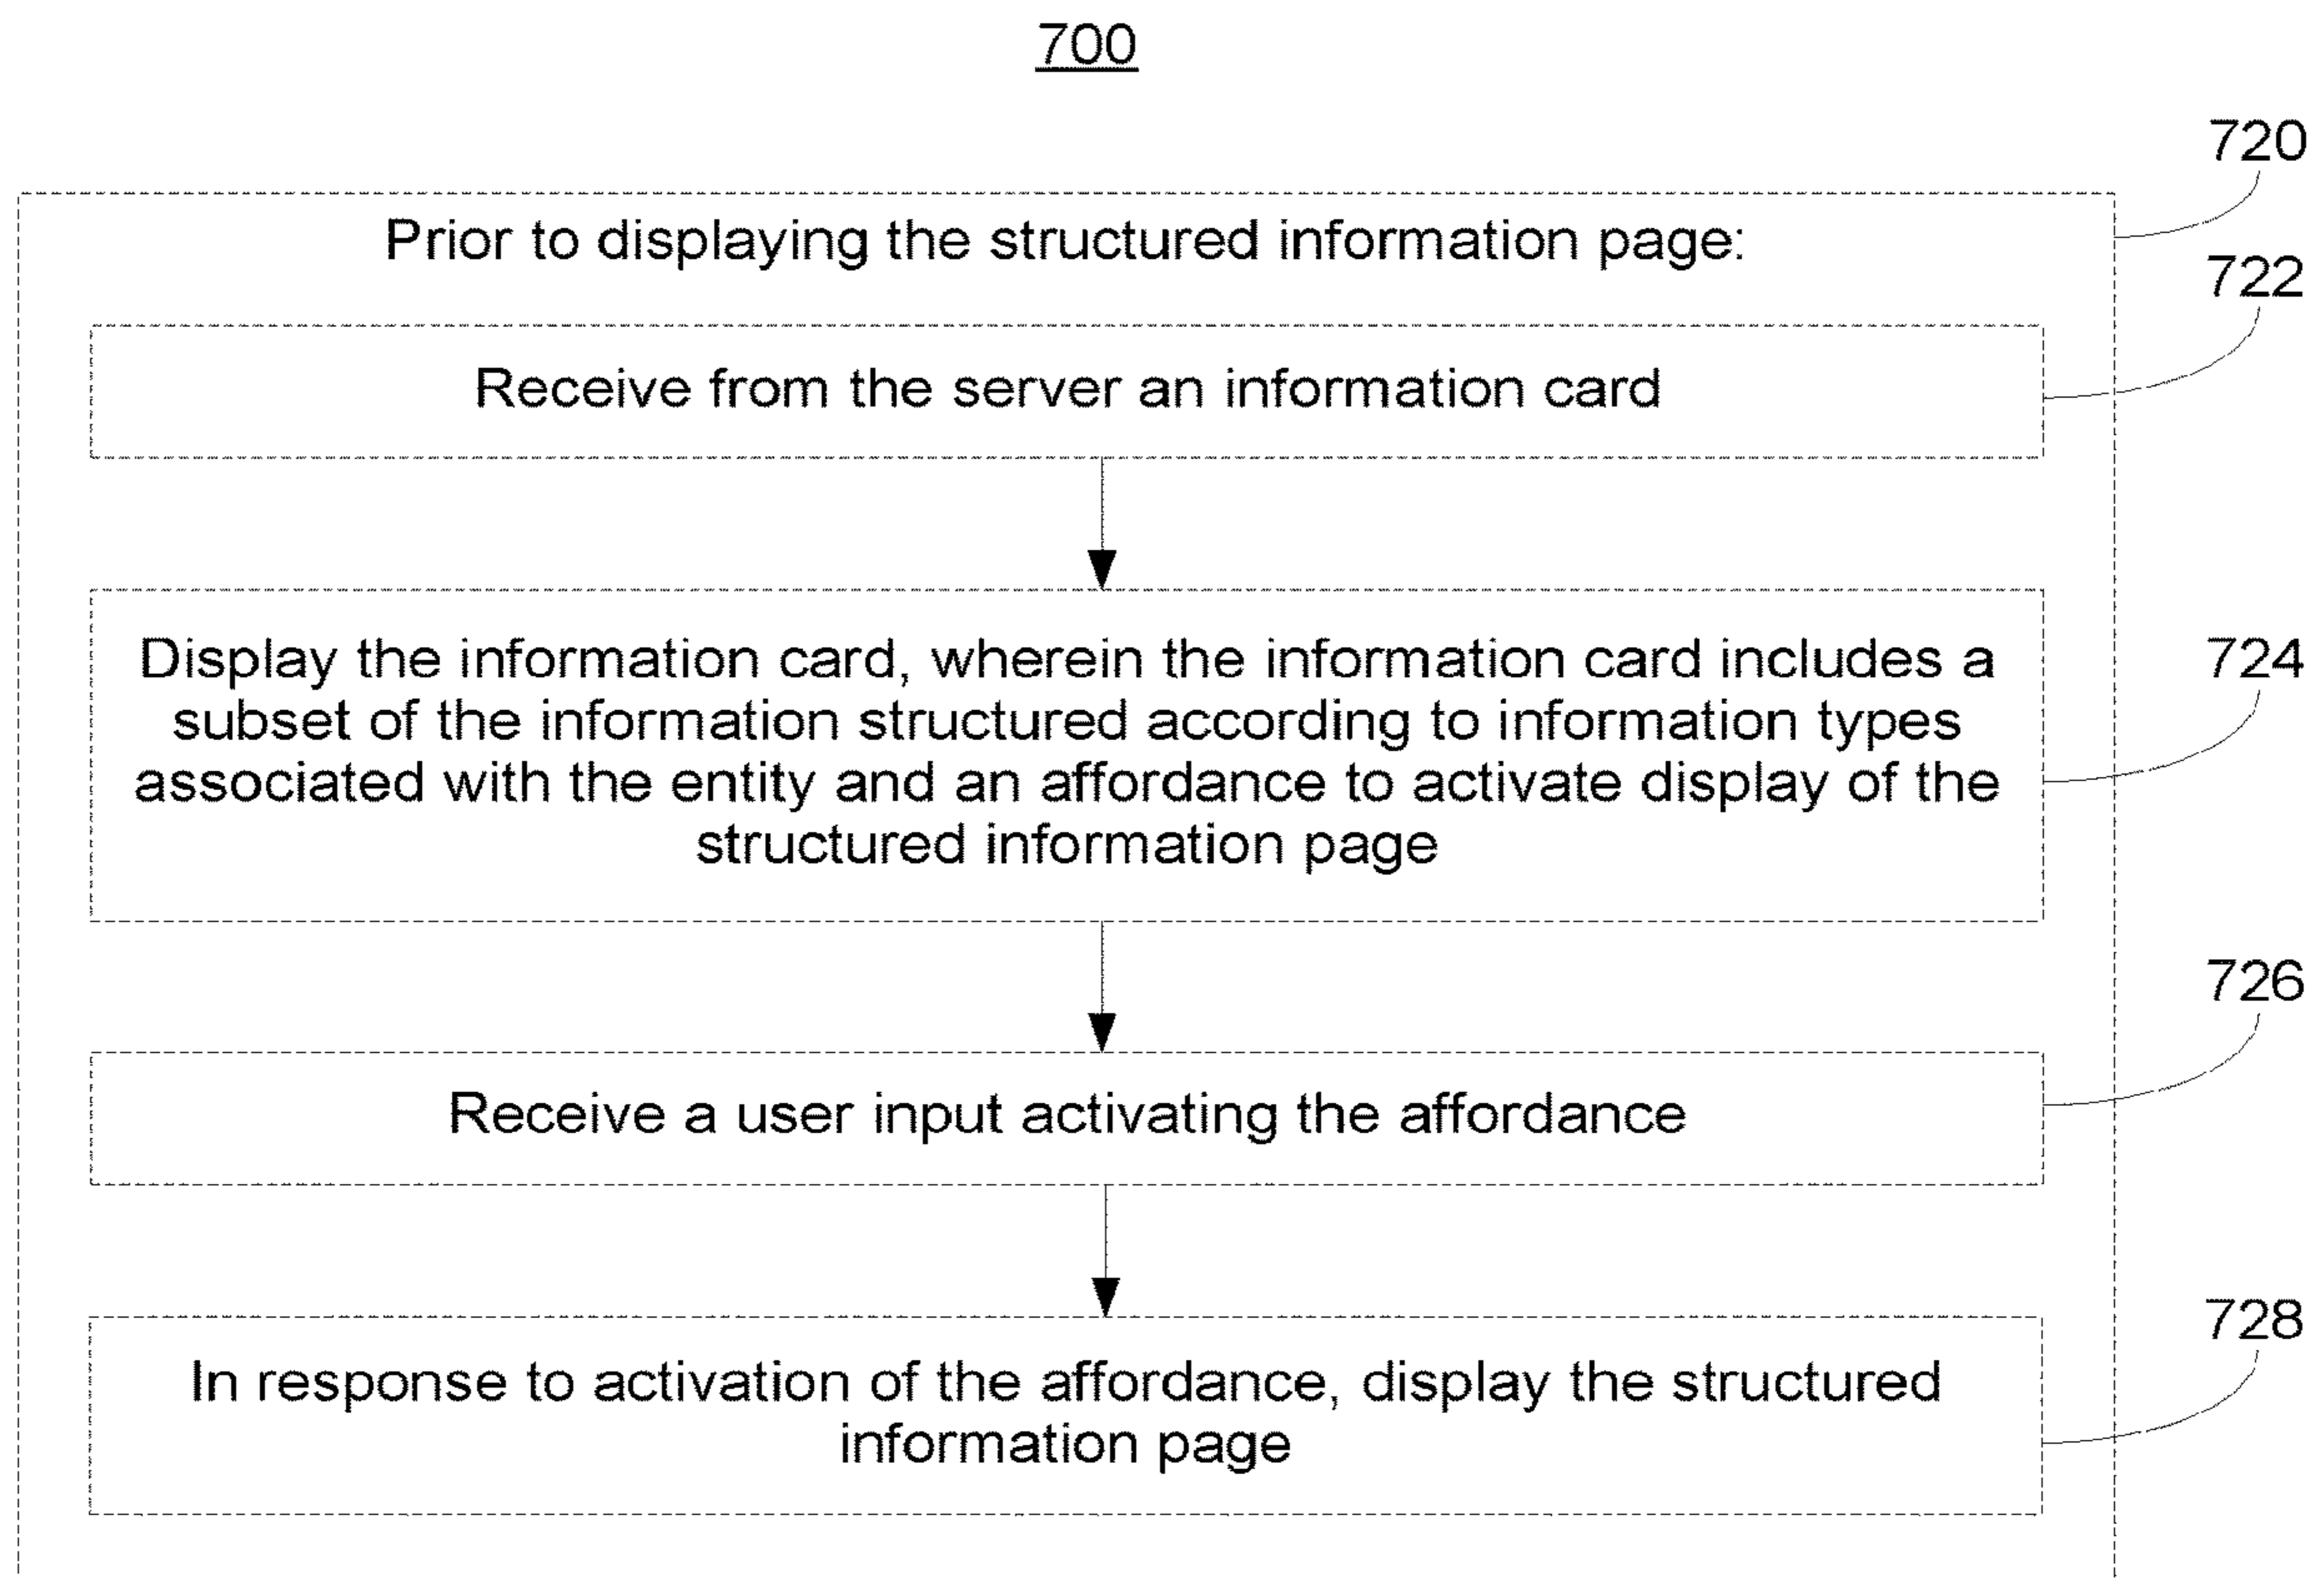 700
720
Prior to displaying the structured information page:
722
Receive from the server an information card
Display the information card, wherein the information card includes a
724
subset of the information structured according to information types
associated with the entity and an affordance to activate display of the
structured information page
726
Receive a user input activating the affordance
728
In response to activation of the affordance, display the structured
information page